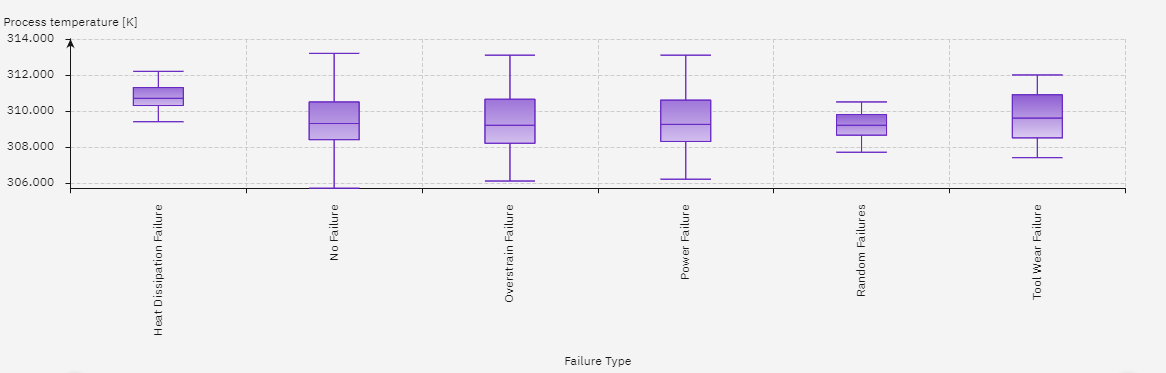 Process temperature [K]
314.000
312.000
310.000
308.000
306.000
Heat Dissipation Failure
No Failure
Overstrain Failure
Power Failure
Random Failures
Tool Wear Failure
Failure Type